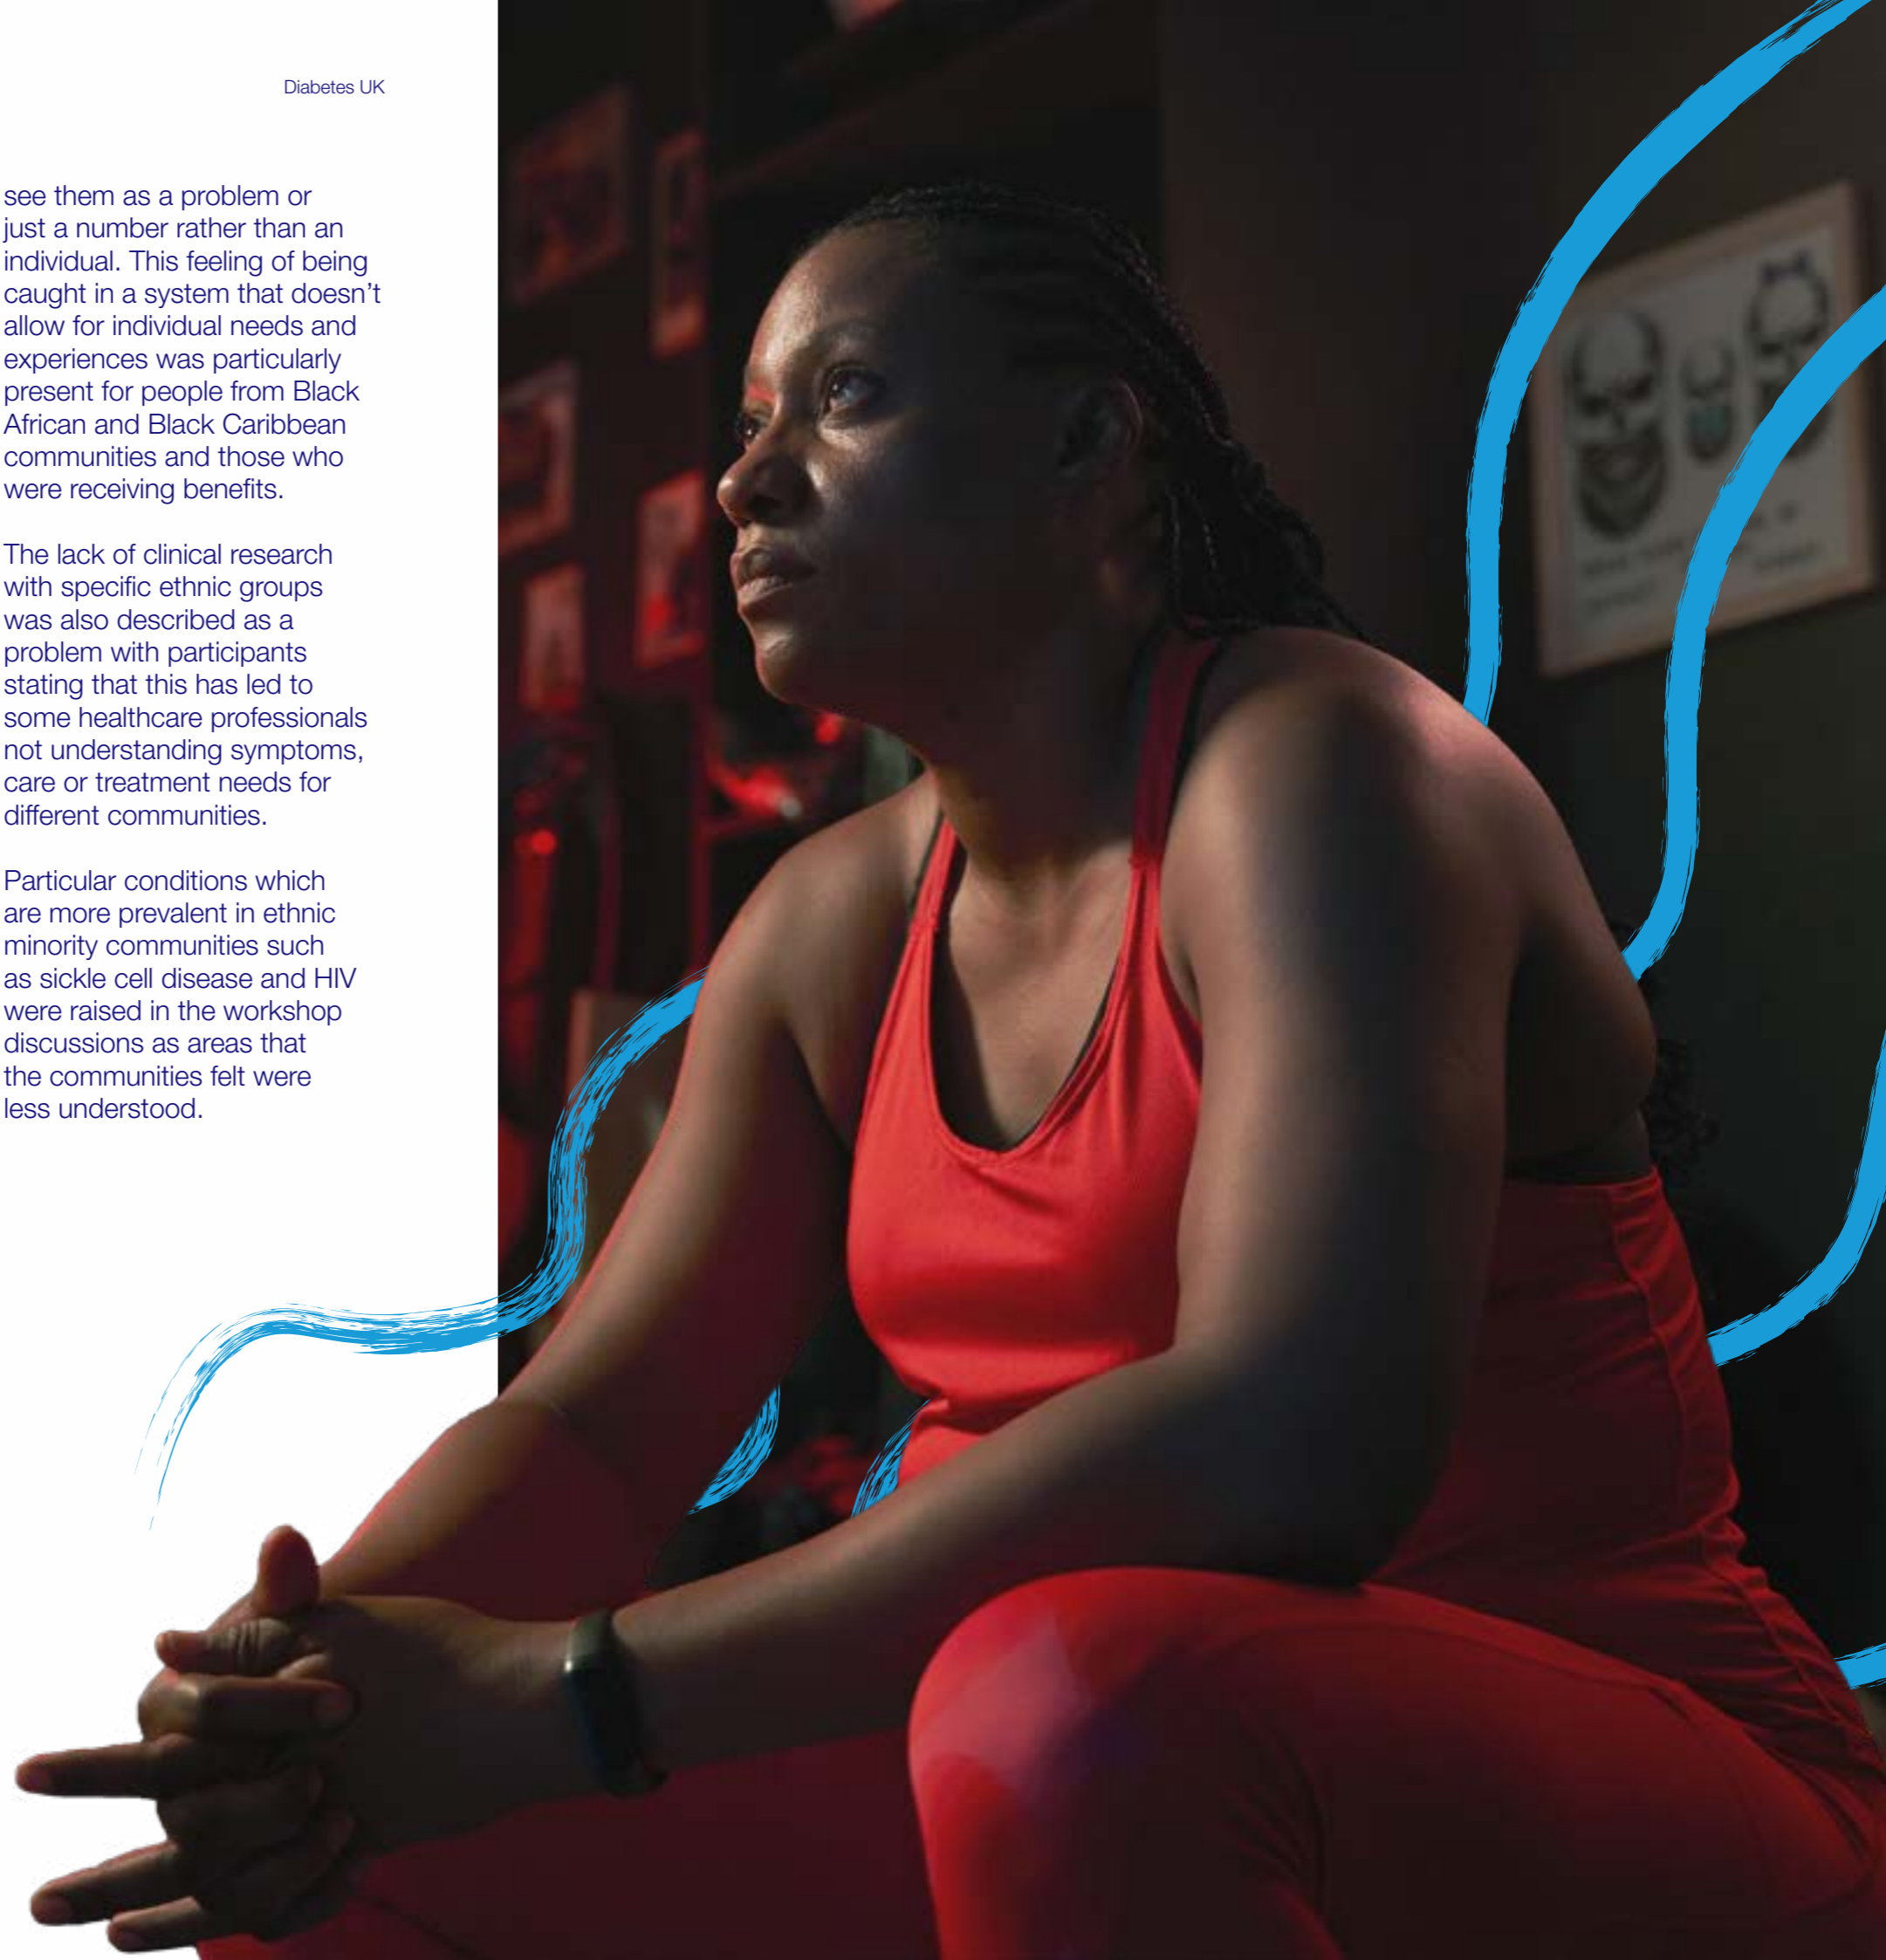 Diabetes UK
see them as a problem or
just a number rather than an
individual. This feeling of being
caught in a system that doesn’t
allow for individual needs and
experiences was particularly
present for people from Black
African and Black Caribbean
communities and those who
were receiving benefits.
The lack of clinical research
with specific ethnic groups
was also described as a
problem with participants
stating that this has led to
some healthcare professionals
not understanding symptoms,
care or treatment needs for
different communities.
Particular conditions which
are more prevalent in ethnic
minority communities such
as sickle cell disease and HIV
were raised in the workshop
discussions as areas that
the communities felt were
less understood.